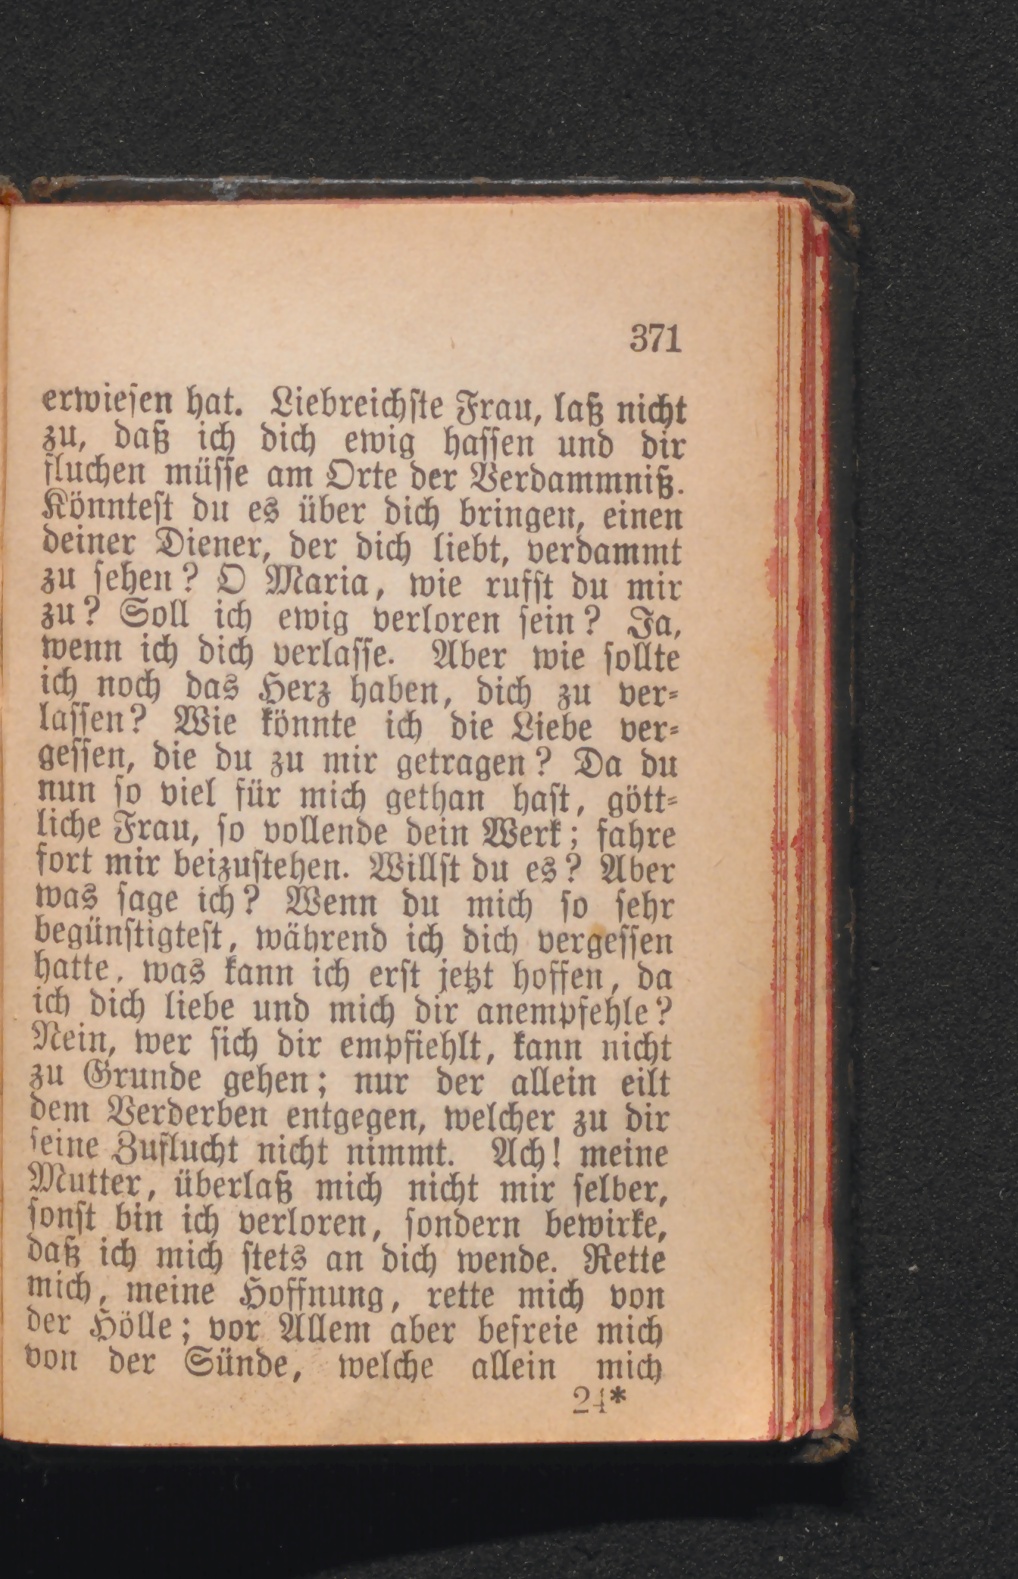 371
erwiesen hat. Liebreichste Frau, laß nicht
zu, daß ich dich ewig hassen und dir
fluchen müsse am Orte der Verdammniß.
Könntest du es über dich bringen, einen
deiner Diener, der dich liebt, verdammt
zu sehen? O Maria, wie rufst du mir
zu? Soll ich ewig verloren sein? Ja,
wenn ich dich verlasse. Aber wie sollte
ich noch das Herz haben, dich zu ver-
lassen? Wie könnte ich die Liebe ver-
gessen, die du zu mir getragen? Da du
nun so viel für mich gethan hast, gött-
liche Frau, so vollende dein Werk; fahre
fort mir beizustehen. Willst du es? Aber
was sage ich? Wenn du mich so sehr
begünstigtest, während ich dich vergessen
hatte, was kann ich erst jetzt hoffen, da
ich dich liebe und mich dir anempfehle?
Nein, wer sich dir empfiehlt, kann nicht
zu Grunde gehen; nur der allein eilt
dem Verderben entgegen, welcher zu dir
seine Zuflucht nicht nimmt. Ach! meine
Mutter, überlaß mich nicht mir selber,
sonst bin ich verloren, sondern bewirke,
daß ich mich stets an dich wende. Rette
mich, meine Hoffnung, rette mich von
der Hölle; vor Allem aber befreie mich
von der Sünde, welche allein mich
24*